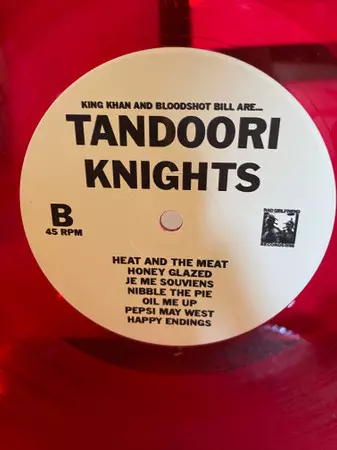 KING KHAN AND BLOODSHOT BILL ARE...
TANDOORI
KNIGHTS
B
45 RPM
HEAT AND THE MEAT
HONEY GLAZED
JE ME SOUVIENS
NIBBLE THE PIE
OIL ME UP
PEPSI MAY WEST
HAPPY ENDINGS